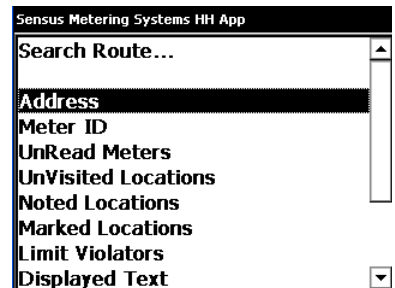 Sensus Metering Systems HH App
Search Route...
Address
Meter ID
UnRead Meters
UnVisited Locations
Noted Locations
Marked Locations
Limit Violators
Displayed Text